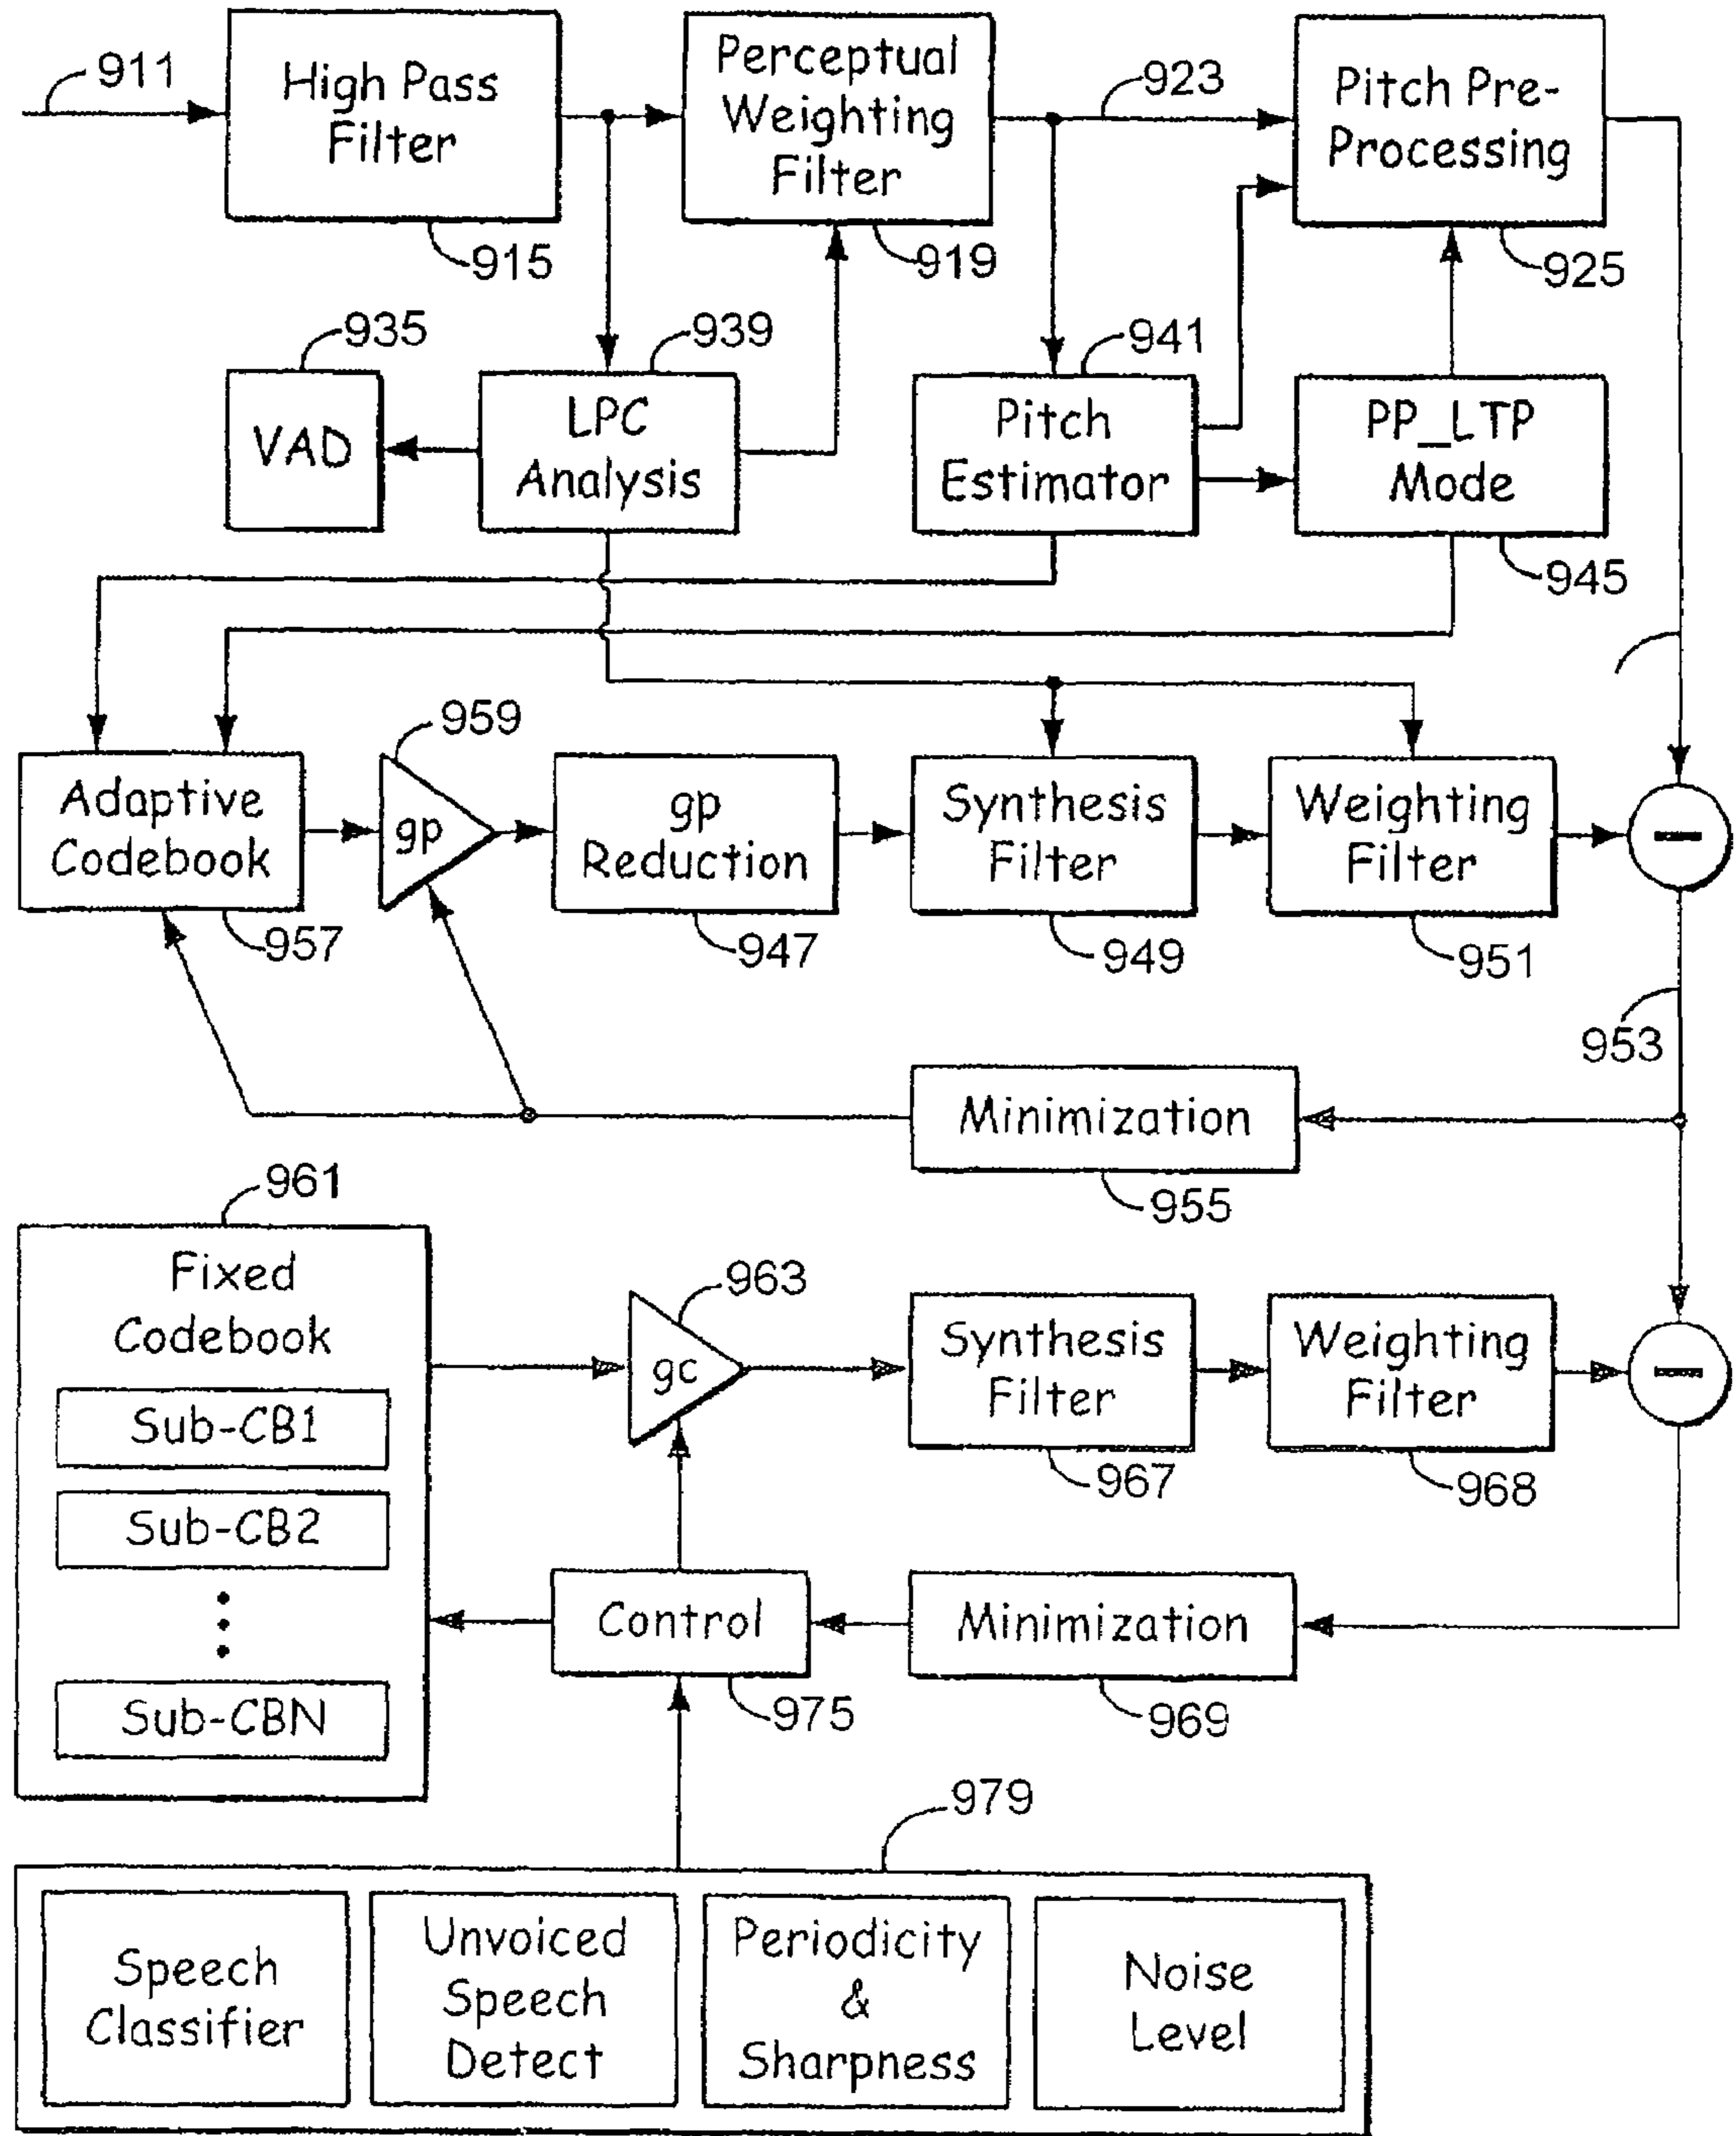 911
High Pass
Filter
915
Perceptual
Weighting
Filter
919
923
Pitch Pre-
Processing
925
935
VAD
939
LPC
Analysis
941
Pitch
Estimator
PP_LTP
Mode
945
Adaptive
Codebook
957
959
gp
gp
Reduction
947
Synthesis
Filter
949
Weighting
Filter
951
–
953
Minimization
955
961
Fixed
Codebook
Sub-CB1
Sub-CB2
Sub-CBN
963
gc
Synthesis
Filter
967
Weighting
Filter
968
–
Control
975
Minimization
969
979
Speech
Classifier
Unvoiced
Speech
Detect
Periodicity
&
Sharpness
Noise
Level